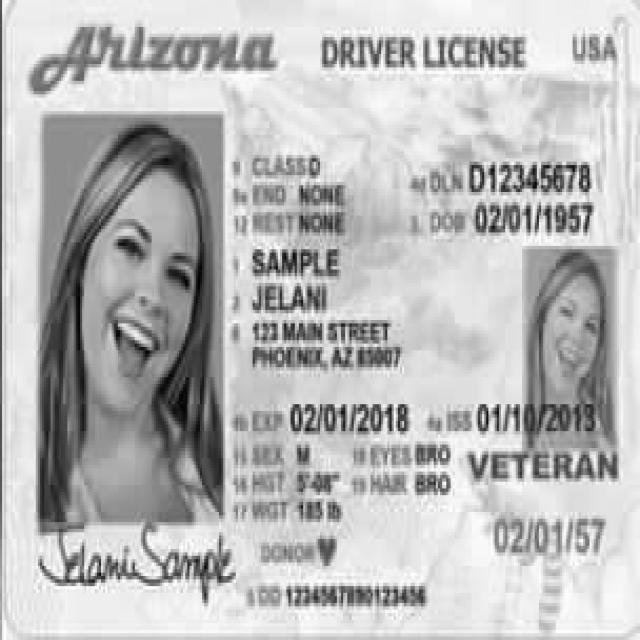 Arizona DRIVER LICENSE USA
9 CLASS D
4d DLN D12345678
9a END NONE
12 REST NONE
3. DOB 02/01/1957
1 SAMPLE
2 JELANI
8 123 MAIN STREET
PHOENIX, AZ 85007
4b EXP 02/01/2018 4a ISS 01/10/2013
15 SEX M 18 EYES BRO
VETERAN
16 HGT 5'-08" 19 HAIR BRO
17 WGT 185 lb
02/01/57
DONOR
Jelani Sample
5 DD 1234567890123456